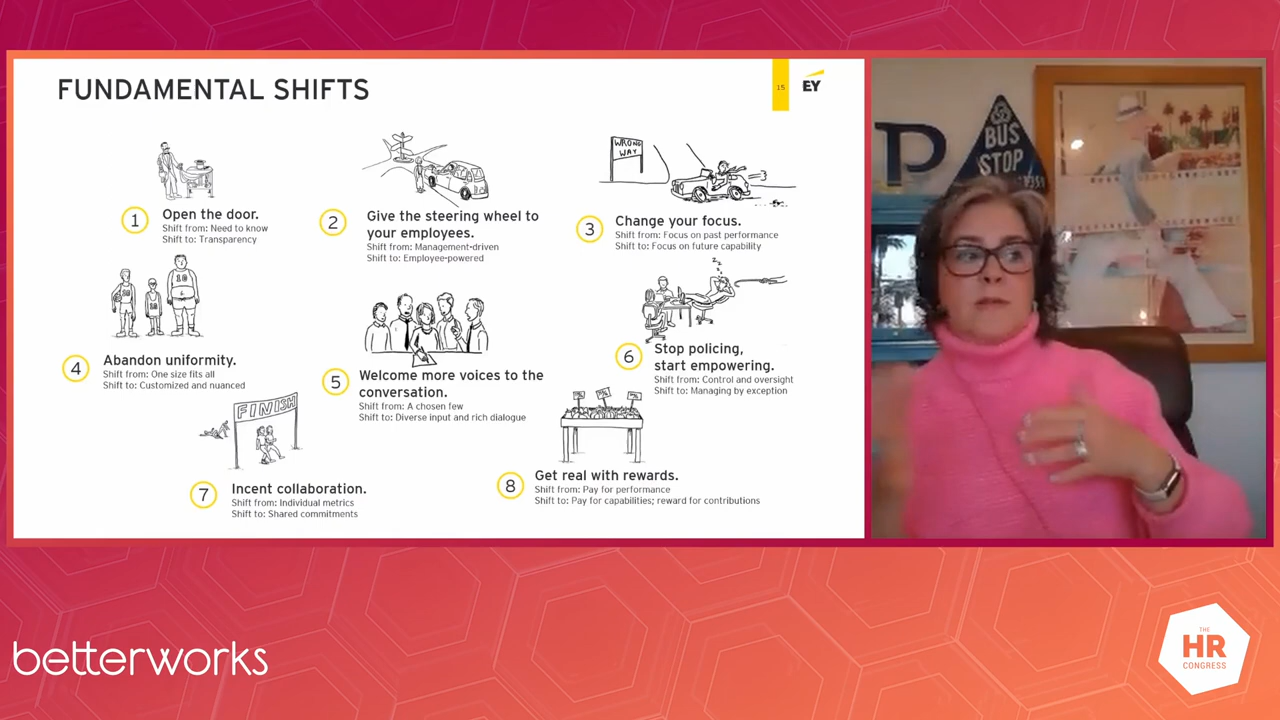 FUNDAMENTAL SHIFTS
15
EY
WRONG
WAY
1
Open the door.
Shift from: Need to know
Shift to: Transparency
2
Give the steering wheel to
your employees.
Shift from: Management-driven
Shift to: Employee-powered
3
Change your focus.
Shift from: Focus on past performance
Shift to: Focus on future capability
4
Abandon uniformity.
Shift from: One size fits all
Shift to: Customized and nuanced
5
Welcome more voices to the
conversation.
Shift from: A chosen few
Shift to: Diverse input and rich dialogue
zzz
6
Stop policing,
start empowering.
Shift from: Control and oversight
Shift to: Managing by exception
FINISH
7
Incent collaboration.
Shift from: Individual metrics
Shift to: Shared commitments
8
Get real with rewards.
Shift from: Pay for performance
Shift to: Pay for capabilities; reward for contributions
P
BUS
STOP
betterworks
THE
HR
CONGRESS